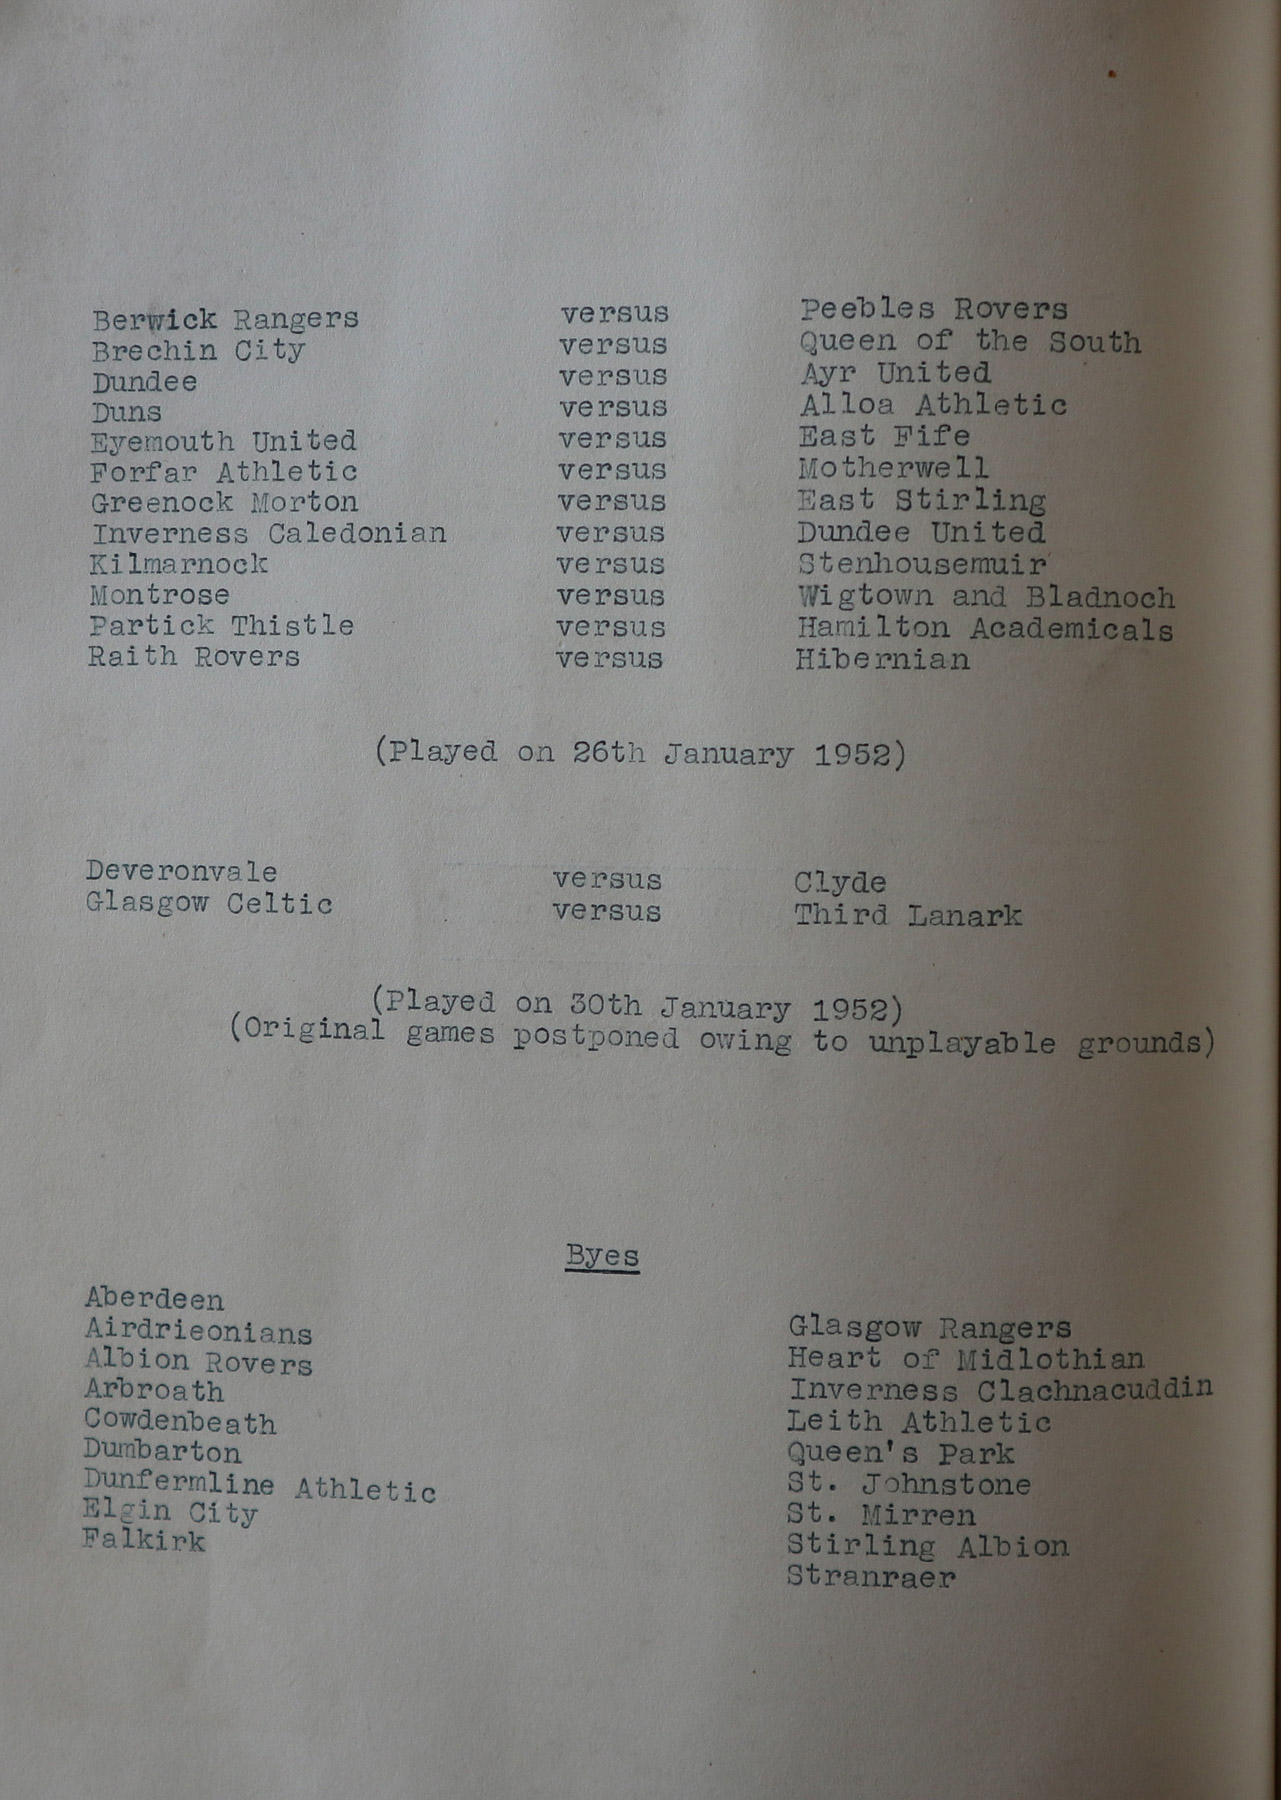 Berwick Rangers versus Peebles Rovers
Brechin City versus Queen of the South
Dundee versus Ayr United
Duns versus Alloa Athletic
Eyemouth United versus East Fife
Forfar Athletic versus Motherwell
Greenock Morton versus East Stirling
Inverness Caledonian versus Dundee United
Kilmarnock versus Stenhousemuir
Montrose versus Wigtown and Bladnoch
Partick Thistle versus Hamilton Academicals
Raith Rovers versus Hibernian
(Played on 26th January 1952)
Deveronvale versus Clyde
Glasgow Celtic versus Third Lanark
(Played on 30th January 1952)
(Original games postponed owing to unplayable grounds)
Byes
Aberdeen
Airdrieonians
Albion Rovers
Arbroath
Cowdenbeath
Dumbarton
Dunfermline Athletic
Elgin City
Falkirk
Glasgow Rangers
Heart of Midlothian
Inverness Clachnacuddin
Leith Athletic
Queen's Park
St. Johnstone
St. Mirren
Stirling Albion
Stranraer